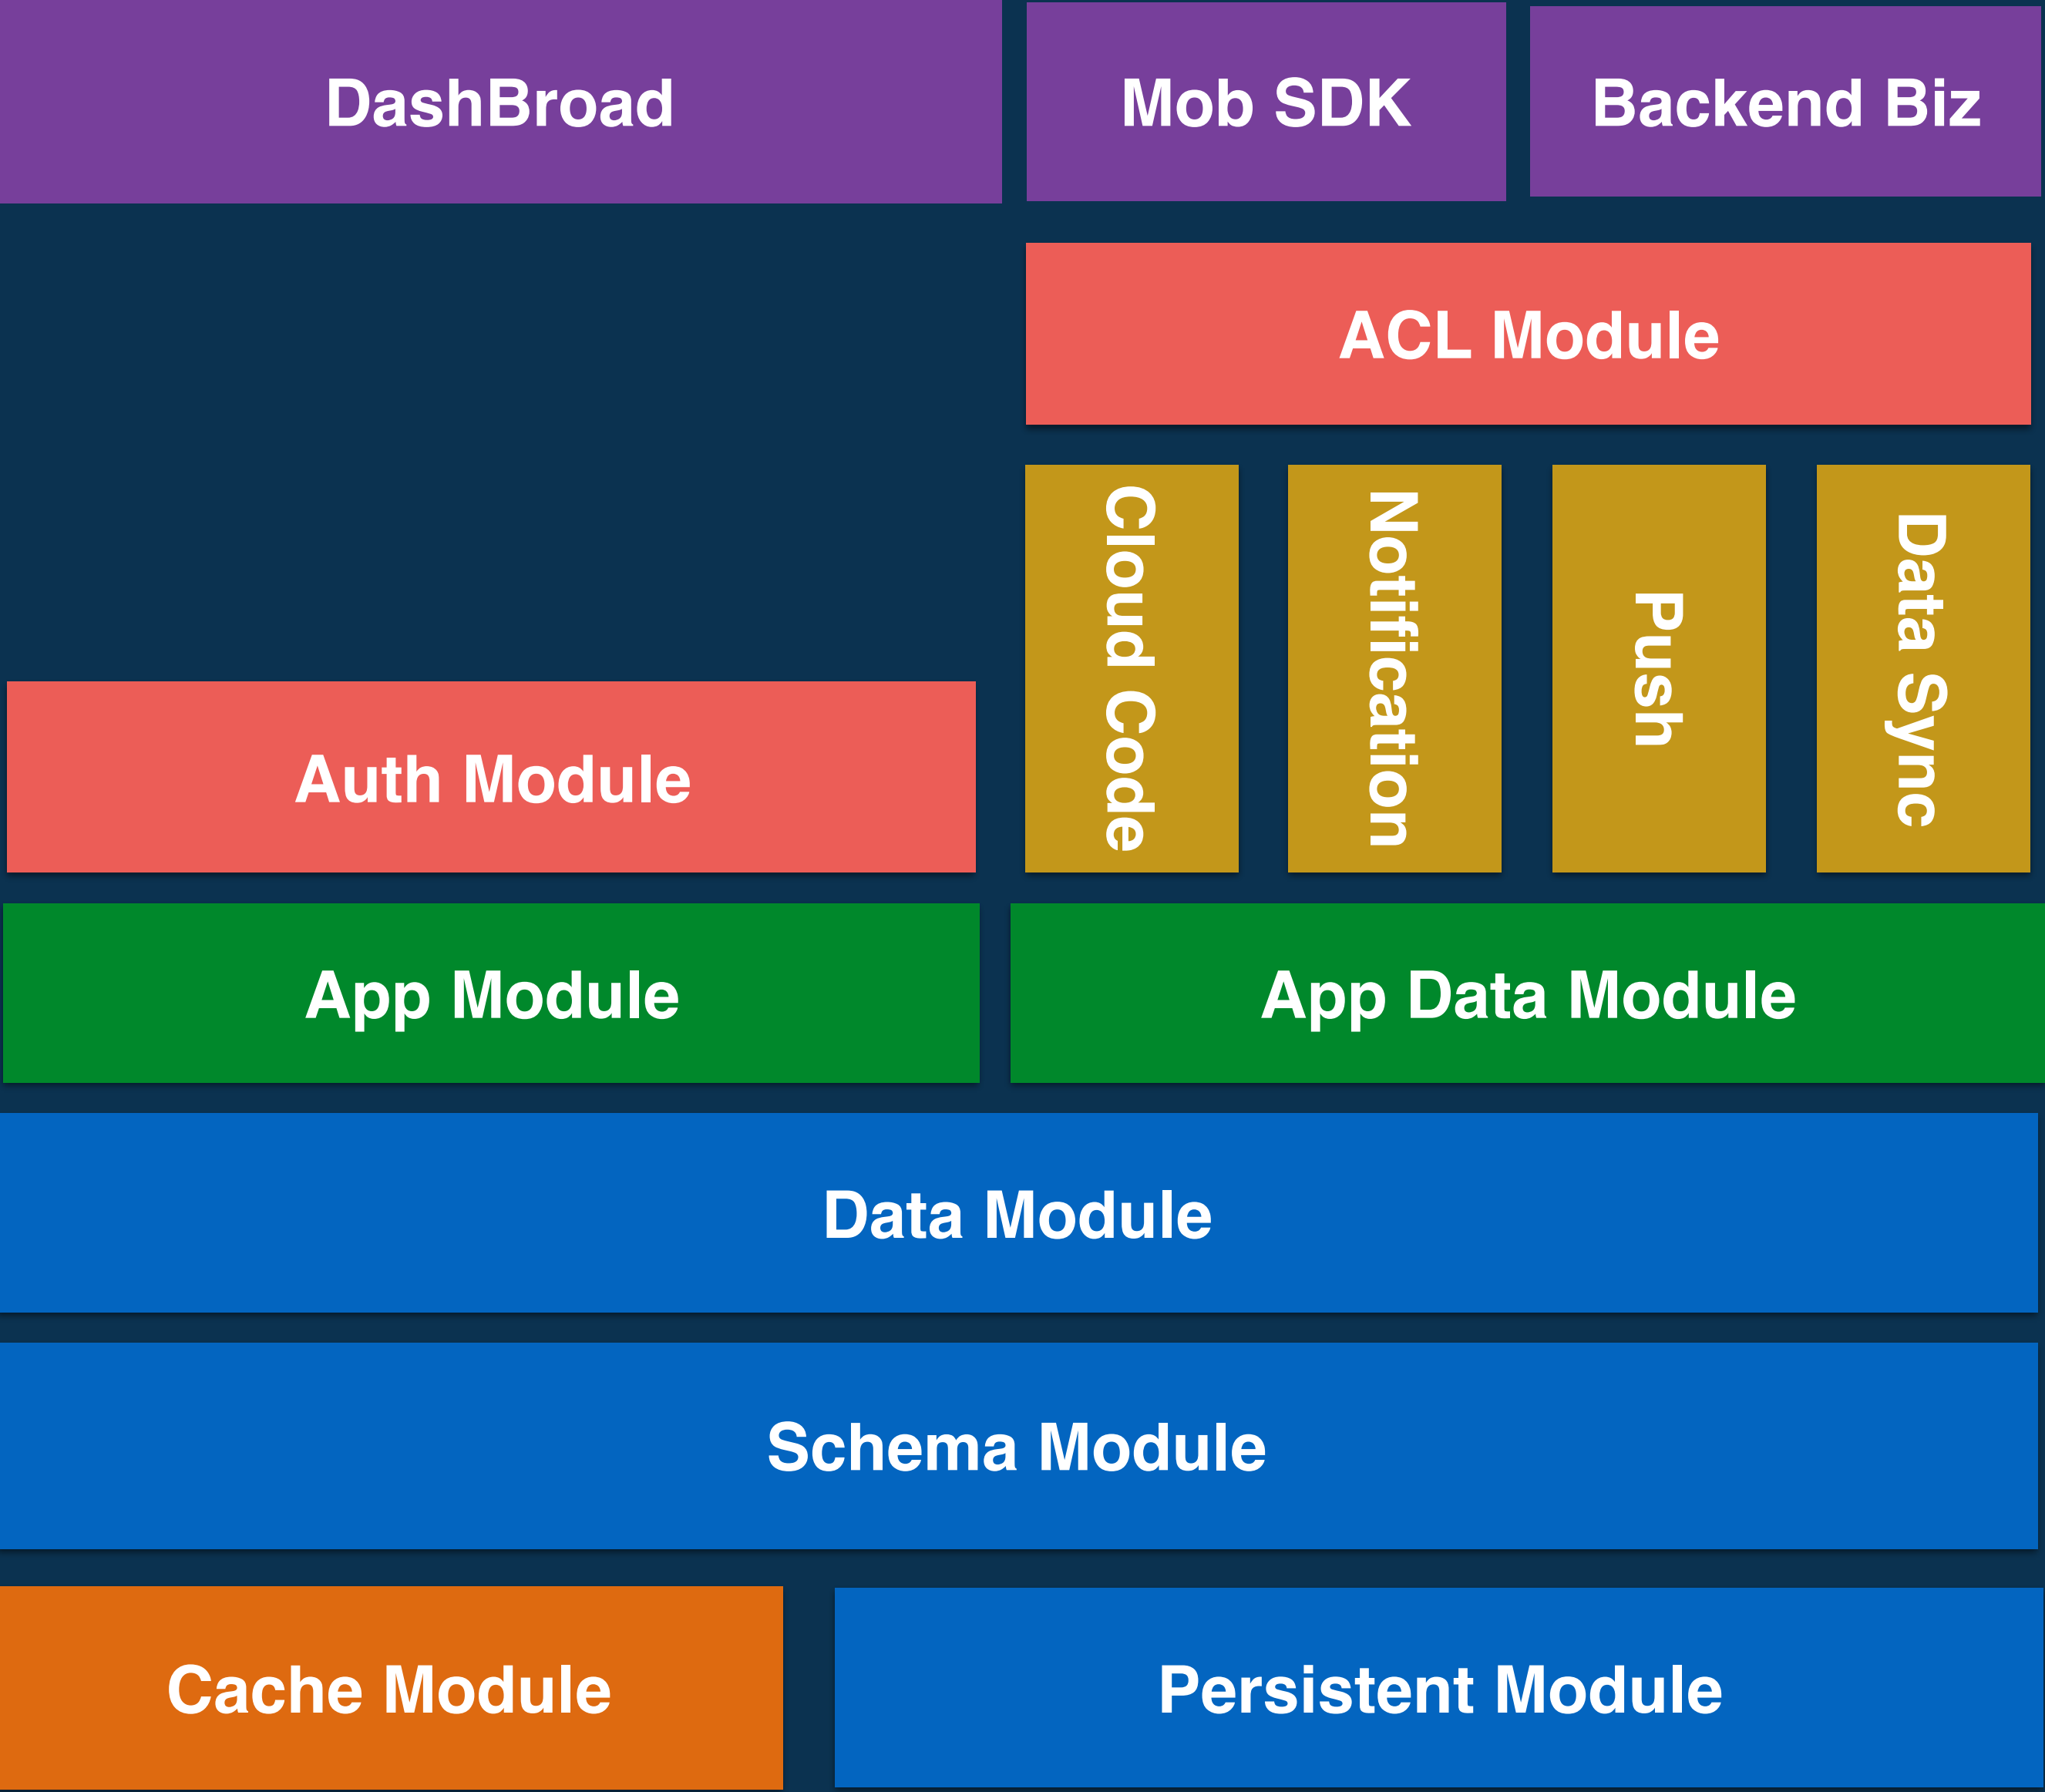 DashBroad
Mob SDK
Backend Biz
ACL Module
Cloud Code
Notification
Push
Data Sync
Auth Module
App Module
App Data Module
Data Module
Schema Module
Cache Module
Persistent Module